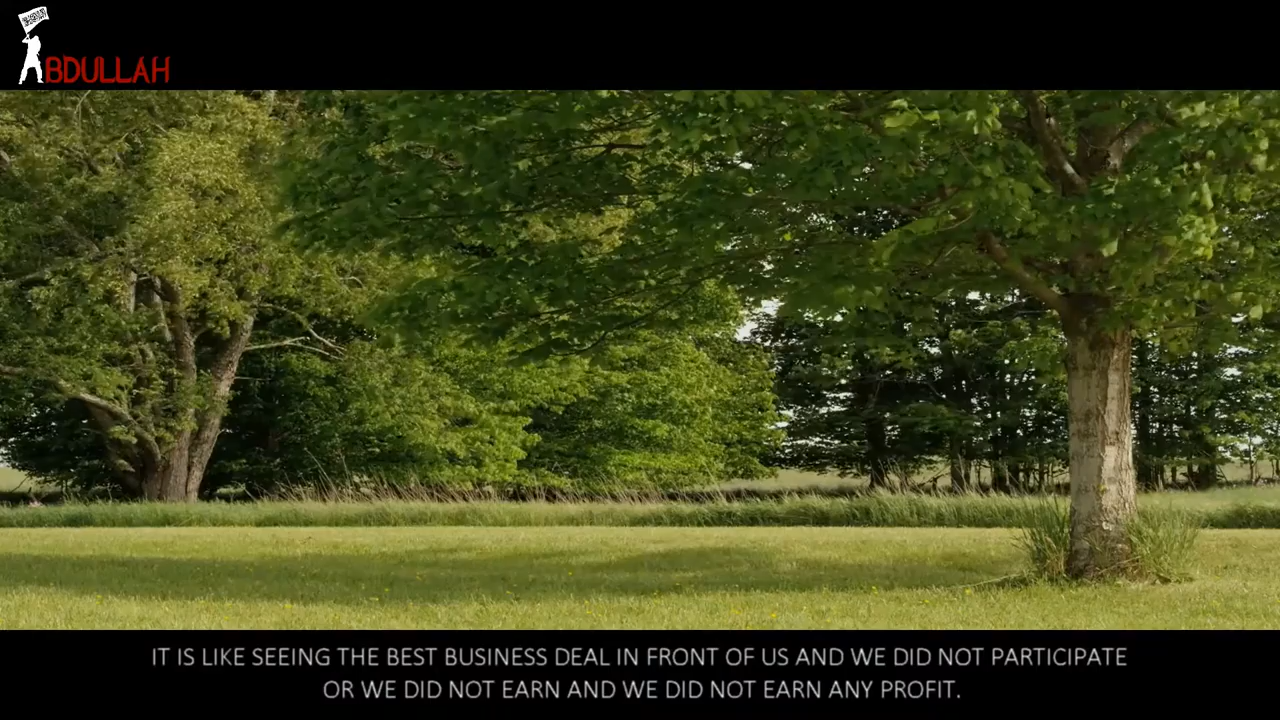 BDULLAH
IT IS LIKE SEEING THE BEST BUSINESS DEAL IN FRONT OF US AND WE DID NOT PARTICIPATE
OR WE DID NOT EARN AND WE DID NOT EARN ANY PROFIT.